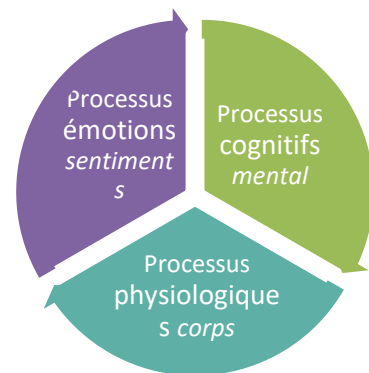 Processus
émotions
sentiment
s
Processus
cognitifs
mental
Processus
physiologique
s corps